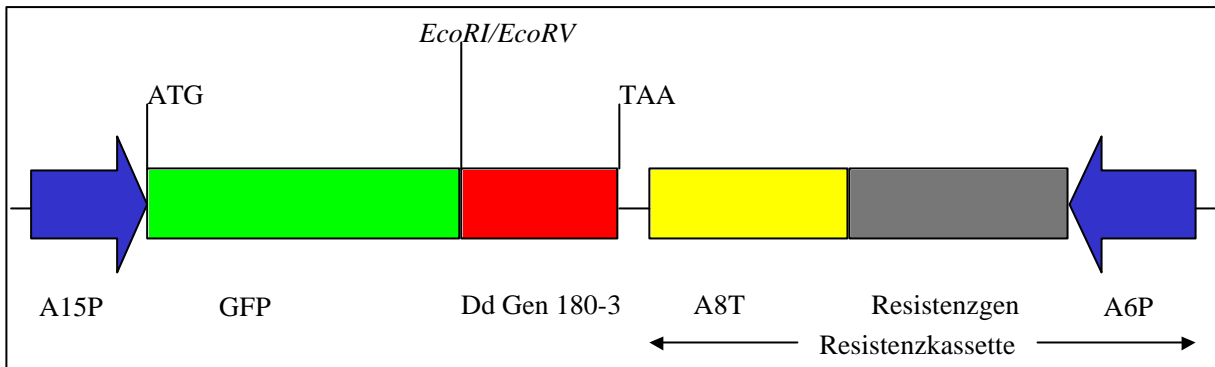 EcoRI/EcoRV
ATG
TAA
A15P
GFP
Dd Gen 180-3
A8T
Resistenzgen
A6P
Resistenzkassette